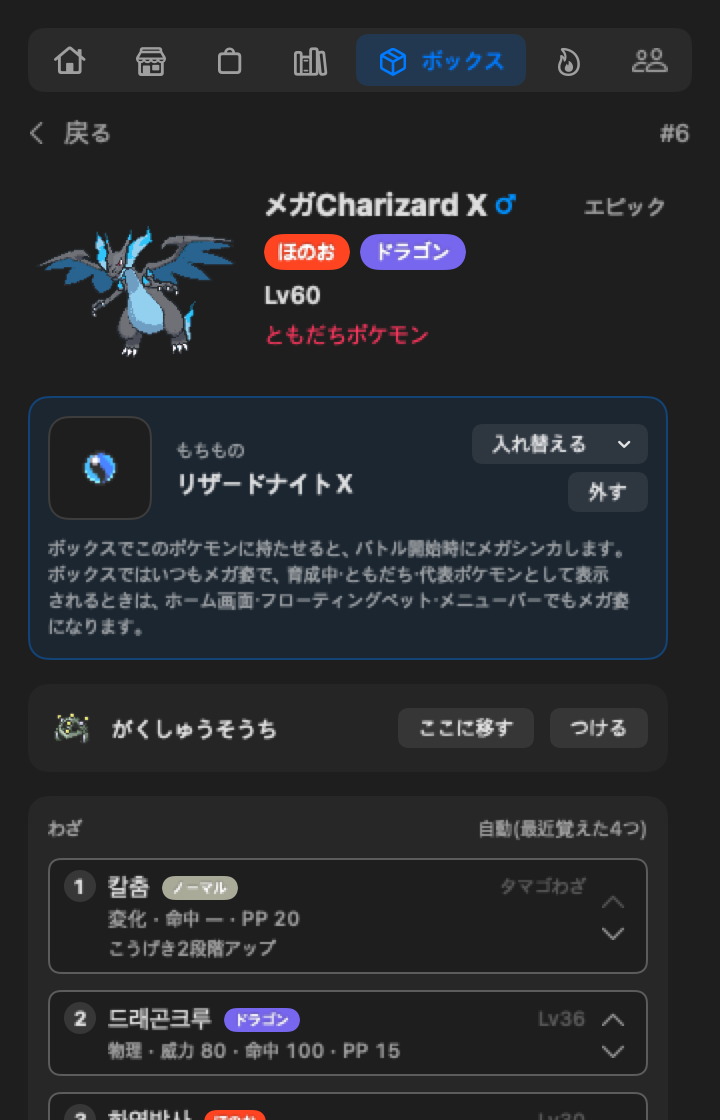 ボックス
戻る
#6
メガCharizard X ♂
エピック
ほのお
ドラゴン
Lv60
ともだちポケモン
もちもの
リザードナイトX
入れ替える
外す
ボックスでこのポケモンに持たせると、バトル開始時にメガシンカします。
ボックスではいつもメガ姿で、育成中·ともだち·代表ポケモンとして表示
されるときは、ホーム画面·フローティングペット·メニューバーでもメガ姿
になります。
がくしゅうそうち
ここに移す
つける
わざ
自動(最近覚えた4つ)
1 칼춤 ノーマル
タマゴわざ
変化 · 命中 — · PP 20
こうげき2段階アップ
2 드래곤크루 ドラゴン
Lv36
物理 · 威力 80 · 命中 100 · PP 15